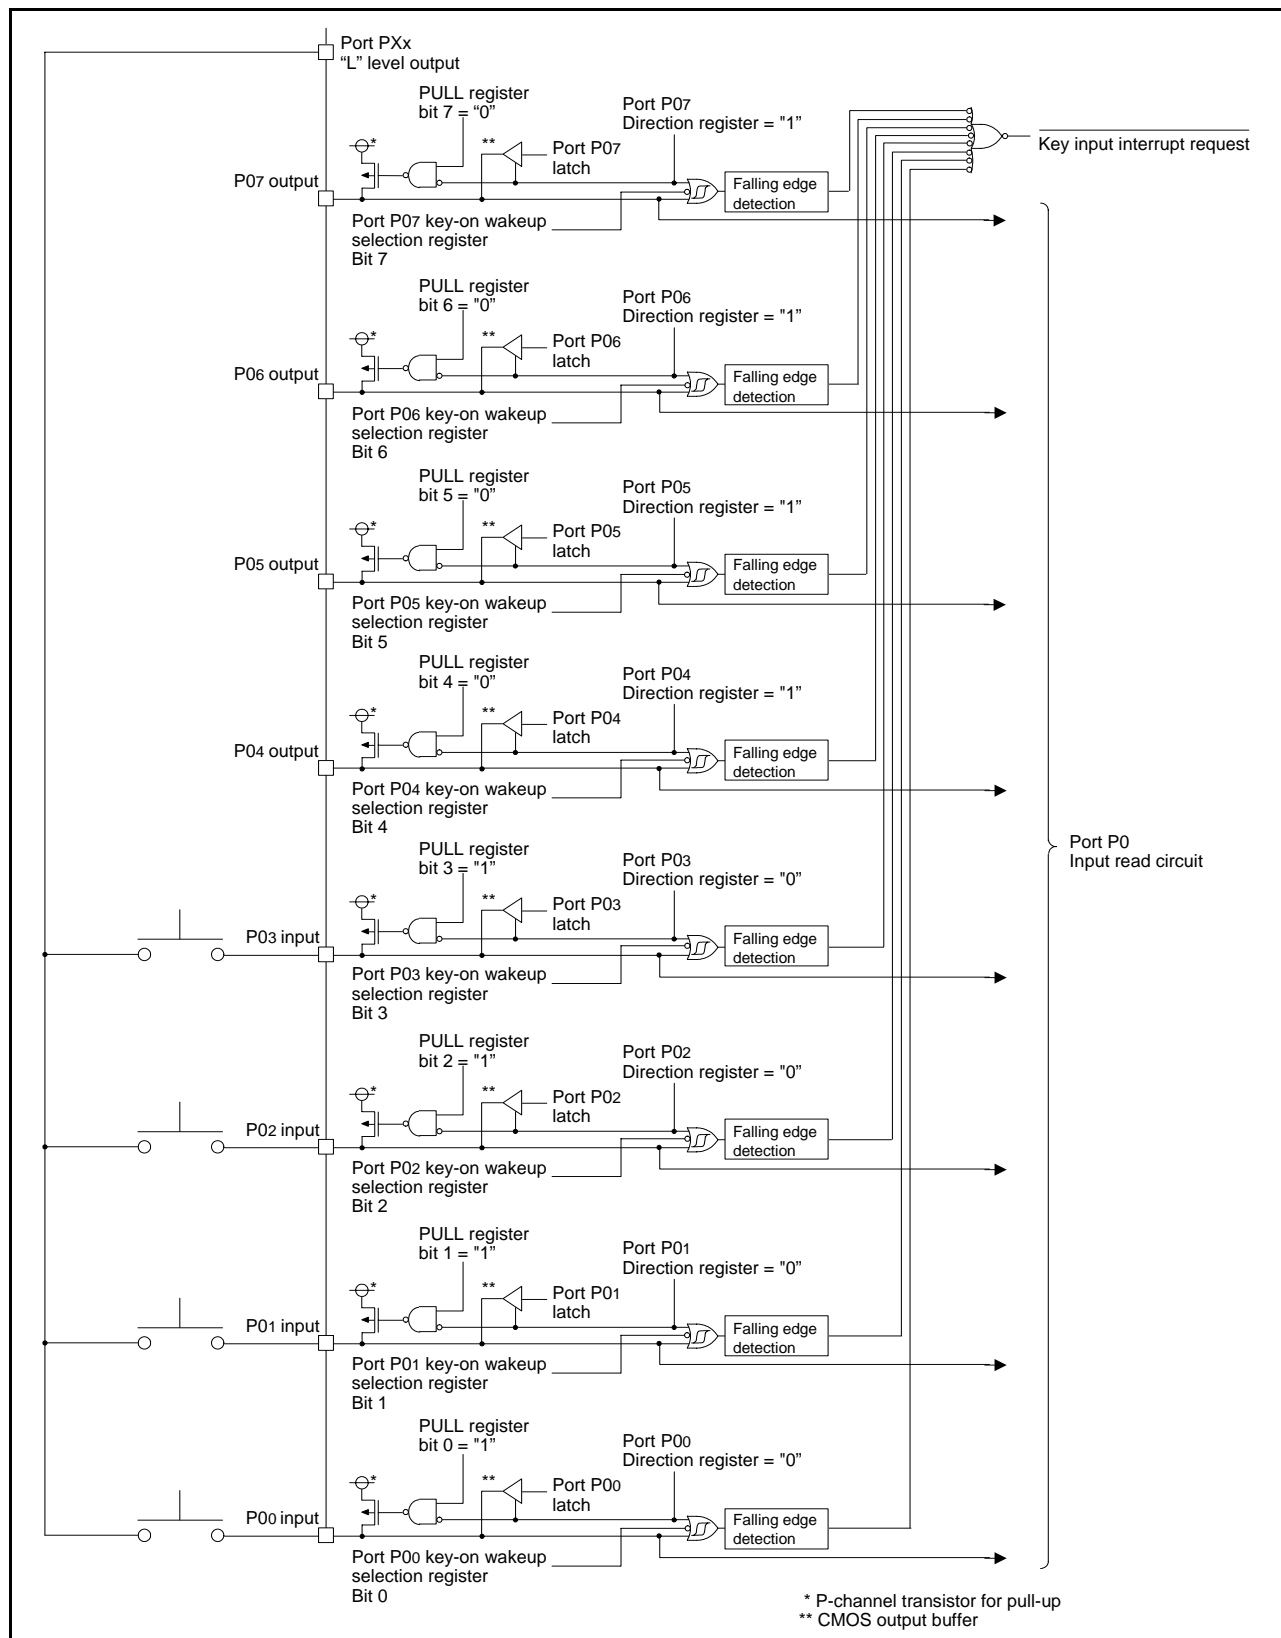 Port PXx
“L” level output
PULL register
bit 7 = “0”
Port P07
Direction register = "1”
*
**
Port P07
latch
Key input interrupt request
P07 output
Falling edge
detection
Port P07 key-on wakeup
selection register
Bit 7
PULL register
bit 6 = "0”
Port P06
Direction register = "1”
*
**
Port P06
latch
P06 output
Falling edge
detection
Port P06 key-on wakeup
selection register
Bit 6
PULL register
bit 5 = "0”
Port P05
Direction register = "1”
*
**
Port P05
latch
P05 output
Falling edge
detection
Port P05 key-on wakeup
selection register
Bit 5
PULL register
bit 4 = "0”
Port P04
Direction register = "1”
*
**
Port P04
latch
P04 output
Falling edge
detection
Port P04 key-on wakeup
selection register
Bit 4
Port P0
Input read circuit
PULL register
bit 3 = "1”
Port P03
Direction register = "0”
*
**
Port P03
latch
P03 input
Falling edge
detection
Port P03 key-on wakeup
selection register
Bit 3
PULL register
bit 2 = "1”
Port P02
Direction register = "0”
*
**
Port P02
latch
P02 input
Falling edge
detection
Port P02 key-on wakeup
selection register
Bit 2
PULL register
bit 1 = "1”
Port P01
Direction register = "0”
*
**
Port P01
latch
P01 input
Falling edge
detection
Port P01 key-on wakeup
selection register
Bit 1
PULL register
bit 0 = "1”
Port P00
Direction register = "0”
*
**
Port P00
latch
P00 input
Falling edge
detection
Port P00 key-on wakeup
selection register
Bit 0
* P-channel transistor for pull-up
** CMOS output buffer